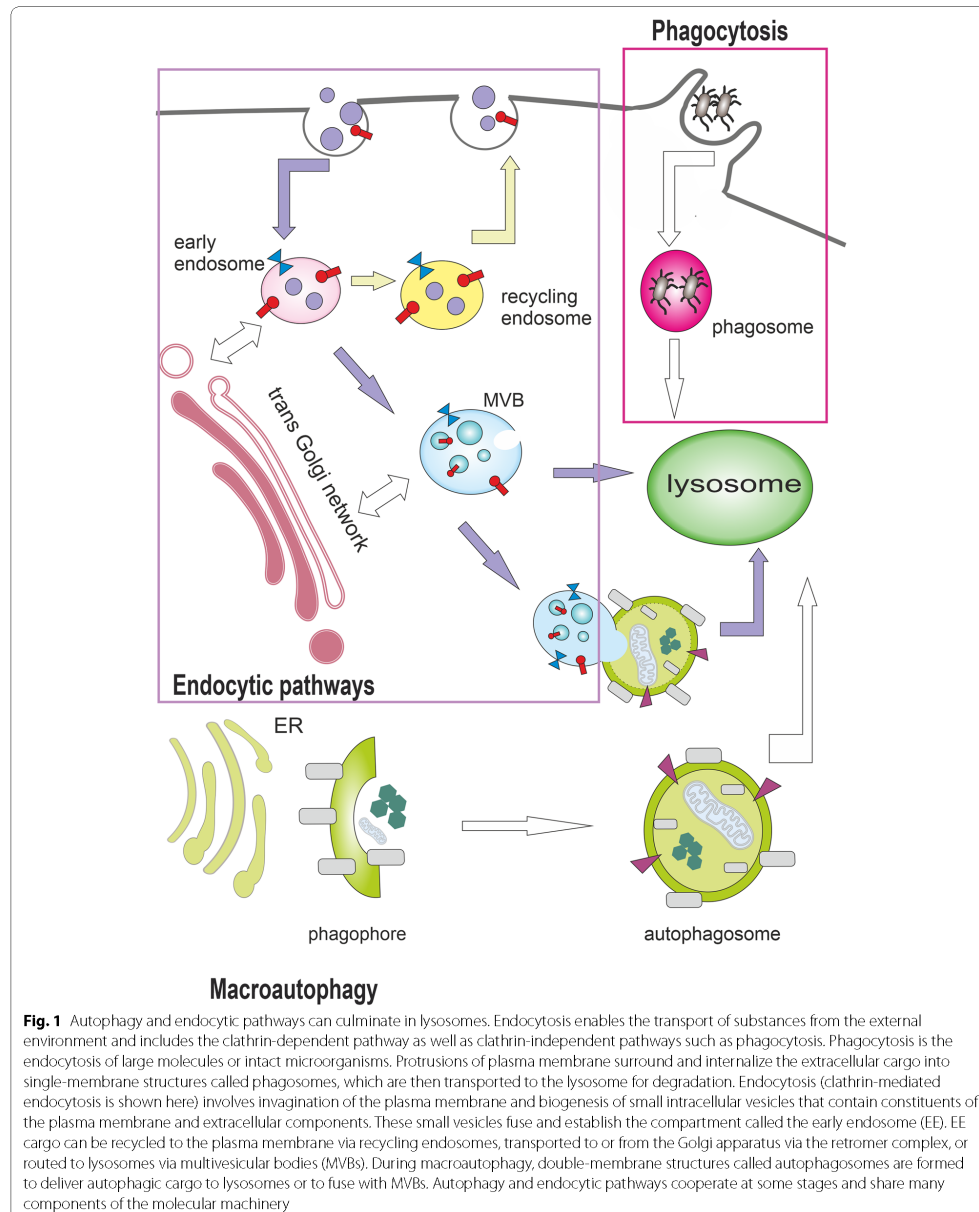 Phagocytosis
early
endosome
recycling
endosome
phagosome
MVB
trans Golgi network
lysosome
Endocytic pathways
ER
phagophore
autophagosome
Macroautophagy
Fig. 1 Autophagy and endocytic pathways can culminate in lysosomes. Endocytosis enables the transport of substances from the external
environment and includes the clathrin-dependent pathway as well as clathrin-independent pathways such as phagocytosis. Phagocytosis is the
endocytosis of large molecules or intact microorganisms. Protrusions of plasma membrane surround and internalize the extracellular cargo into
single-membrane structures called phagosomes, which are then transported to the lysosome for degradation. Endocytosis (clathrin-mediated
endocytosis is shown here) involves invagination of the plasma membrane and biogenesis of small intracellular vesicles that contain constituents of
the plasma membrane and extracellular components. These small vesicles fuse and establish the compartment called the early endosome (EE). EE
cargo can be recycled to the plasma membrane via recycling endosomes, transported to or from the Golgi apparatus via the retromer complex, or
routed to lysosomes via multivesicular bodies (MVBs). During macroautophagy, double-membrane structures called autophagosomes are formed
to deliver autophagic cargo to lysosomes or to fuse with MVBs. Autophagy and endocytic pathways cooperate at some stages and share many
components of the molecular machinery